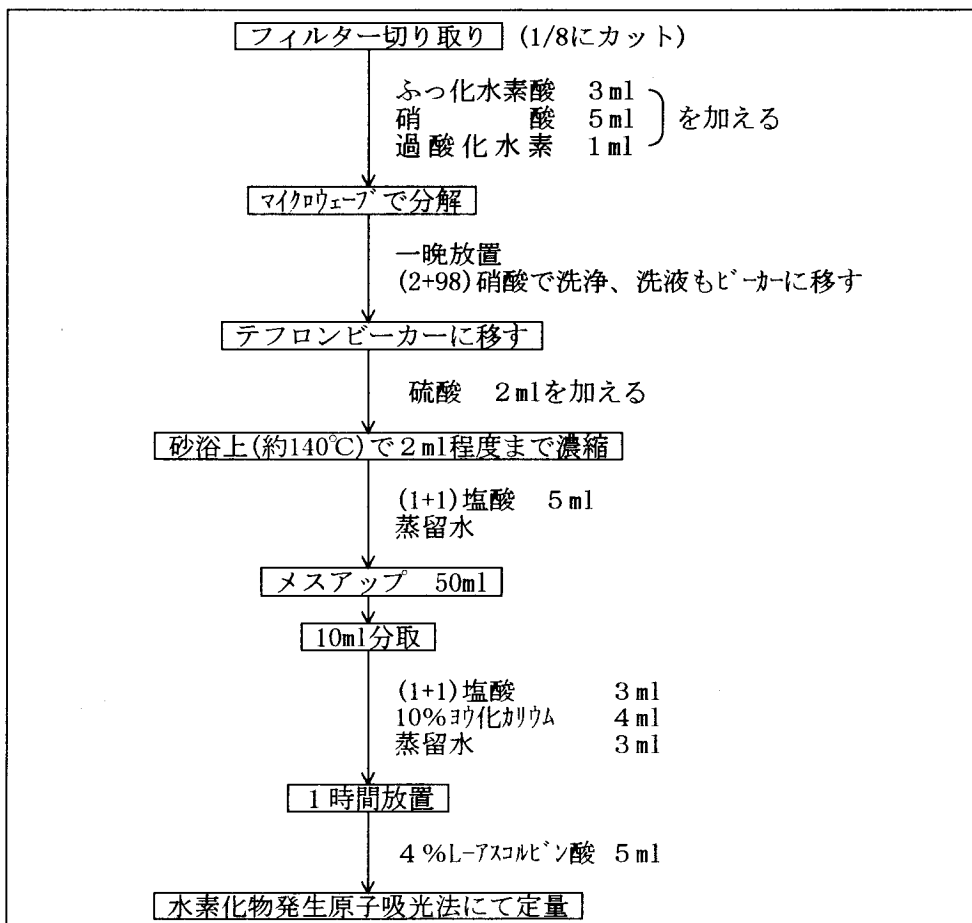 フィルター切り取り (1/8にカット)
ふっ化水素酸 3ml
硝酸 5ml を加える
過酸化水素 1ml
ﾏｲｸﾛｳｪｰﾌﾞで分解
一晩放置
(2+98)硝酸で洗浄、洗液もﾋﾞｰｶｰに移す
テフロンビーカーに移す
硫酸 2mlを加える
砂浴上(約140℃)で2ml程度まで濃縮
(1+1)塩酸 5ml
蒸留水
メスアップ 50ml
10ml分取
(1+1)塩酸 3ml
10%ﾖｳ化ｶﾘｳﾑ 4ml
蒸留水 3ml
1時間放置
4%L-ｱｽｺﾙﾋﾞﾝ酸 5ml
水素化物発生原子吸光法にて定量